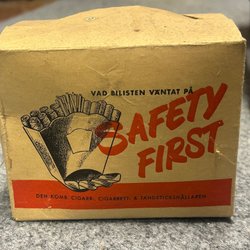 VAD BILISTEN VÄNTAT PÅ
SAFETY
FIRST
DEN KOMB. CIGARR-, CIGARRETT- & TÄNDSTICKSHÅLLAREN